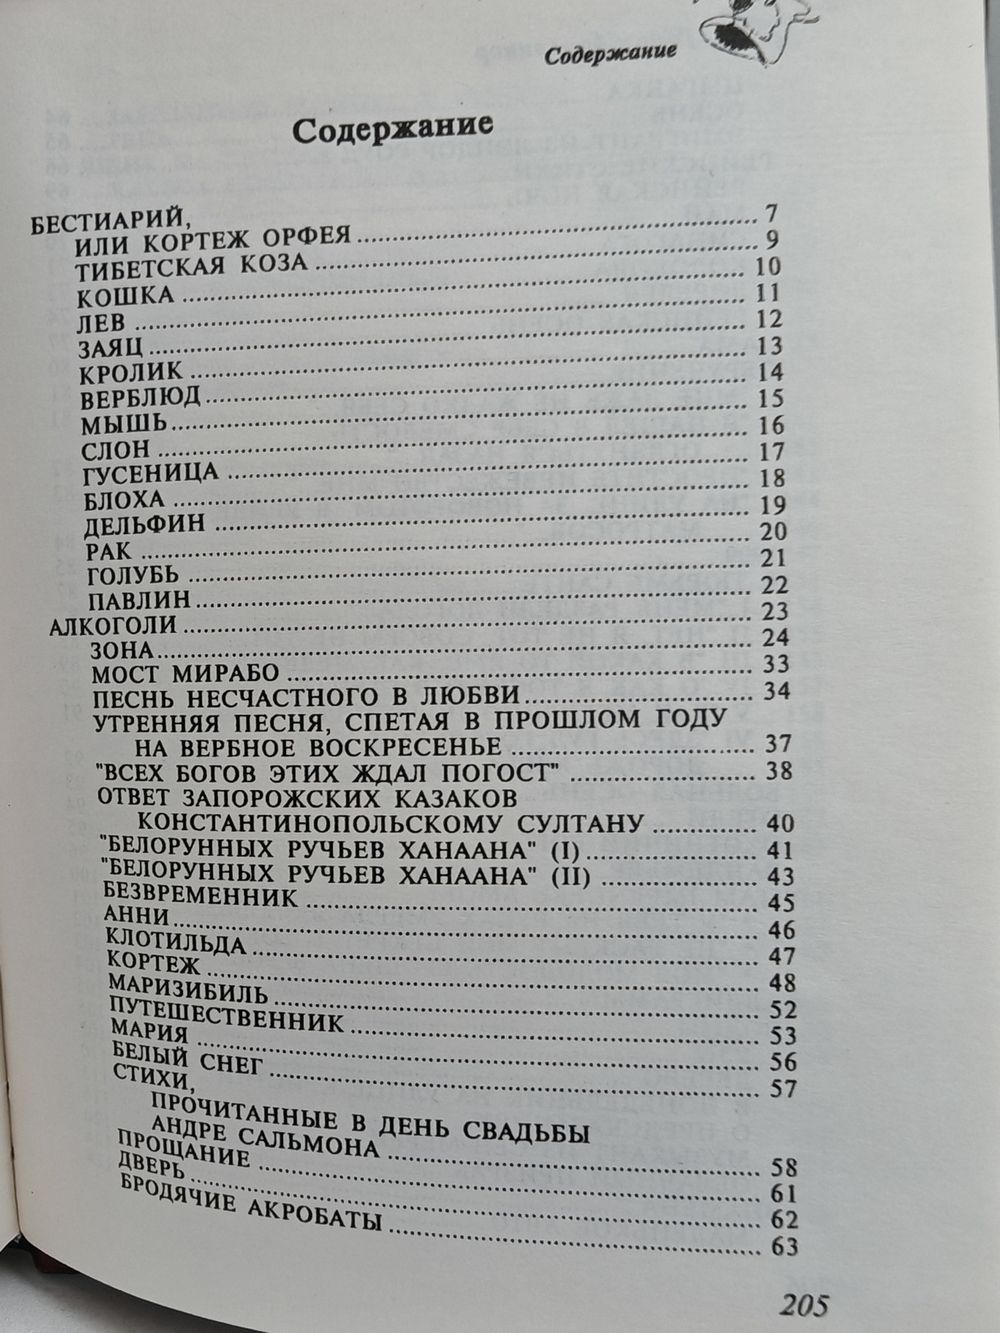 Содержание
Содержание
БЕСТИАРИЙ,
ИЛИ КОРТЕЖ ОРФЕЯ ........ 7
ТИБЕТСКАЯ КОЗА ........ 9
КОШКА ........ 10
ЛЕВ ........ 11
ЗАЯЦ ........ 12
КРОЛИК ........ 13
ВЕРБЛЮД ........ 14
МЫШЬ ........ 15
СЛОН ........ 16
ГУСЕНИЦА ........ 17
БЛОХА ........ 18
ДЕЛЬФИН ........ 19
РАК ........ 20
ГОЛУБЬ ........ 21
ПАВЛИН ........ 22
АЛКОГОЛИ ........ 23
ЗОНА ........ 24
МОСТ МИРАБО ........ 33
ПЕСНЬ НЕСЧАСТНОГО В ЛЮБВИ ........ 34
УТРЕННЯЯ ПЕСНЯ, СПЕТАЯ В ПРОШЛОМ ГОДУ
НА ВЕРБНОЕ ВОСКРЕСЕНЬЕ ........ 37
"ВСЕХ БОГОВ ЭТИХ ЖДАЛ ПОГОСТ" ........ 38
ОТВЕТ ЗАПОРОЖСКИХ КАЗАКОВ
КОНСТАНТИНОПОЛЬСКОМУ СУЛТАНУ ........ 40
"БЕЛОРУННЫХ РУЧЬЕВ ХАНААНА" (I) ........ 41
"БЕЛОРУННЫХ РУЧЬЕВ ХАНААНА" (II) ........ 43
БЕЗВРЕМЕННИК ........ 45
АННИ ........ 46
КЛОТИЛЬДА ........ 47
КОРТЕЖ ........ 48
МАРИЗИБИЛЬ ........ 52
ПУТЕШЕСТВЕННИК ........ 53
МАРИЯ ........ 56
БЕЛЫЙ СНЕГ ........ 57
СТИХИ,
ПРОЧИТАННЫЕ В ДЕНЬ СВАДЬБЫ
АНДРЕ САЛЬМОНА ........ 58
ПРОЩАНИЕ ........ 61
ДВЕРЬ ........ 62
БРОДЯЧИЕ АКРОБАТЫ ........ 63
205